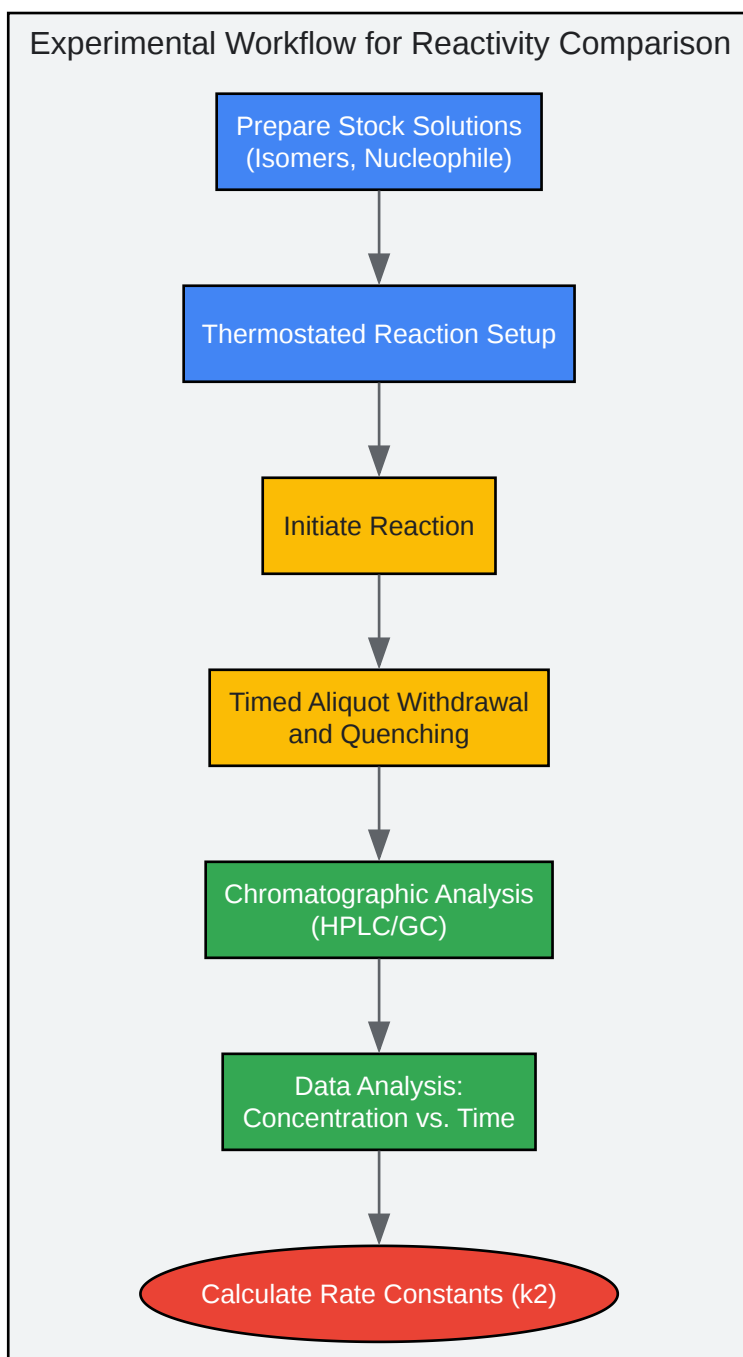 Experimental Workflow for Reactivity Comparison
Prepare Stock Solutions
(Isomers, Nucleophile)
Thermostated Reaction Setup
Initiate Reaction
Timed Aliquot Withdrawal
and Quenching
Chromatographic Analysis
(HPLC/GC)
Data Analysis:
Concentration vs. Time
Calculate Rate Constants (k2)